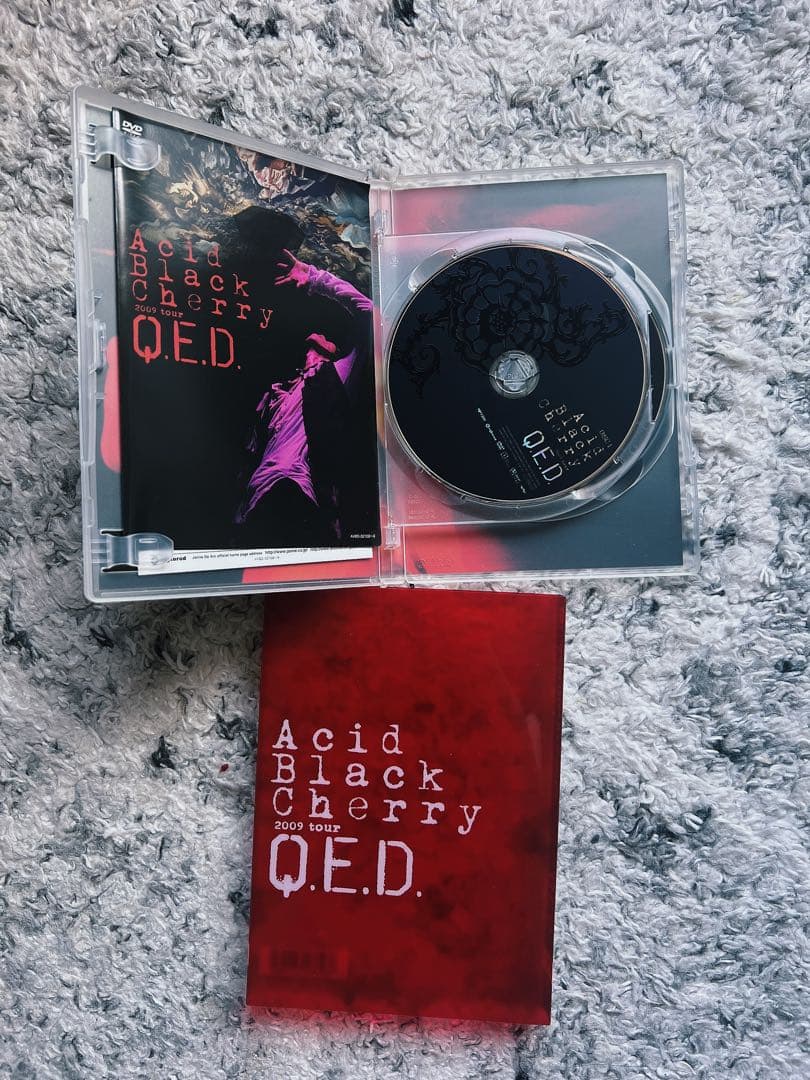 DVD
Acid
Black
Cherry
2009 tour
Q.E.D.
Acid
Black
Cherry
Q.E.D.
Acid
Black
Cherry
2009 tour
Q.E.D.